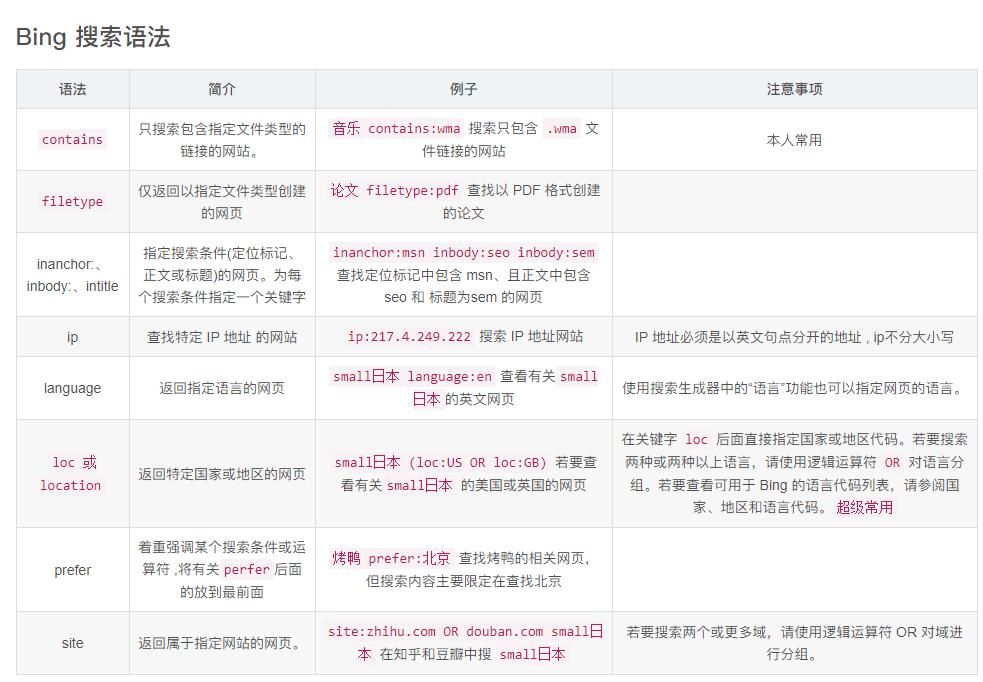 Bing 搜索语法
语法 简介 例子 注意事项
contains
只搜索包含指定文件类型的
链接的网站。
音乐 contains:wma 搜索只包含 .wma 文
件链接的网站
本人常用
filetype
仅返回以指定文件类型创建
的网页
论文 filetype:pdf 查找以 PDF 格式创建
的论文
inanchor:、
inbody:、intitle
指定搜索条件(定位标记、
正文或标题)的网页。为每
个搜索条件指定一个关键字
inanchor:msn inbody:seo inbody:sem
查找定位标记中包含 msn、且正文中包含
seo 和 标题为sem 的网页
ip
查找特定 IP 地址 的网站
ip:217.4.249.222 搜索 IP 地址网站
IP 地址必须是以英文句点分开的地址 , ip不分大小写
language
返回指定语言的网页
small日本 language:en 查看有关 small
日本 的英文网页
使用搜索生成器中的“语言”功能也可以指定网页的语言。
loc 或
location
返回特定国家或地区的网页
small日本 (loc:US OR loc:GB) 若要查
看有关 small日本 的美国或英国的网页
在关键字 loc 后面直接指定国家或地区代码。若要搜索
两种或两种以上语言，请使用逻辑运算符 OR 对语言分
组。若要查看可用于 Bing 的语言代码列表，请参阅国
家、地区和语言代码。 超级常用
prefer
着重强调某个搜索条件或运
算符 ,将有关 perfer 后面
的放到最前面
烤鸭 prefer:北京 查找烤鸭的相关网页，
但搜索内容主要限定在查找北京
site
返回属于指定网站的网页。
site:zhihu.com OR douban.com small日
本 在知乎和豆瓣中搜 small日本
若要搜索两个或更多域，请使用逻辑运算符 OR 对域进
行分组。